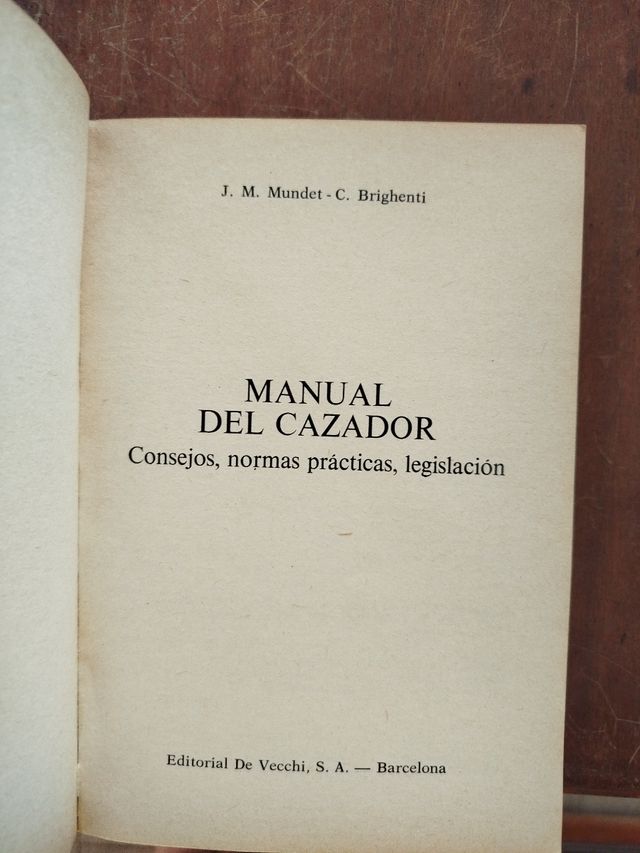 J. M. Mundet - C. Brighenti
MANUAL
DEL CAZADOR
Consejos, normas prácticas, legislación
Editorial De Vecchi, S. A. — Barcelona